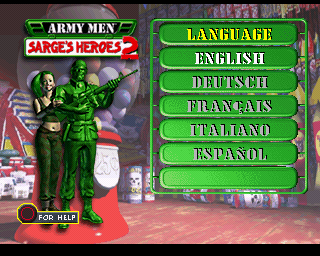 ARMY MEN
SARGE'S HEROES 2
LANGUAGE
ENGLISH
DEUTSCH
FRANÇAIS
ITALIANO
ESPAÑOL
FOR HELP